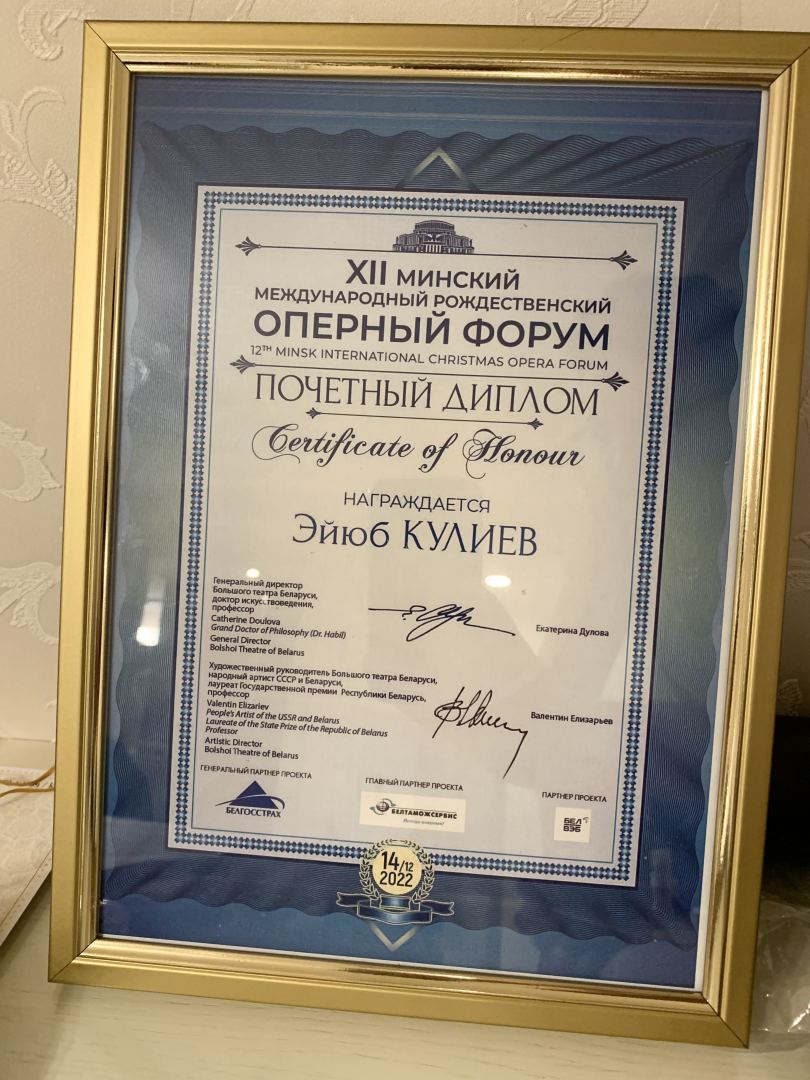 XII МИНСКИЙ
МЕЖДУНАРОДНЫЙ РОЖДЕСТВЕНСКИЙ
ОПЕРНЫЙ ФОРУМ
12TH MINSK INTERNATIONAL CHRISTMAS OPERA FORUM
ПОЧЕТНЫЙ ДИПЛОМ
Certificate of Honour
НАГРАЖДАЕТСЯ
Эйюб КУЛИЕВ
Генеральный директор
Большого театра Беларуси,
доктор искусствоведения,
профессор
Catherine Doulova
Grand Doctor of Philosophy (Dr. Habil)
General Director
Bolshoi Theatre of Belarus
Екатерина Дулова
Художественный руководитель Большого театра Беларуси,
народный артист СССР и Беларуси,
лауреат Государственной премии Республики Беларусь,
профессор
Valentin Elizariev
People's Artist of the USSR and Belarus
Laureate of the State Prize of the Republic of Belarus
Professor
Artistic Director
Bolshoi Theatre of Belarus
Валентин Елизарьев
ГЕНЕРАЛЬНЫЙ ПАРТНЕР ПРОЕКТА
БЕЛГОССТРАХ
ГЛАВНЫЙ ПАРТНЕР ПРОЕКТА
БЕЛТАМОЖСЕРВИС
ПАРТНЕР ПРОЕКТА
БЕЛ
ВЭБ
14/12
2022